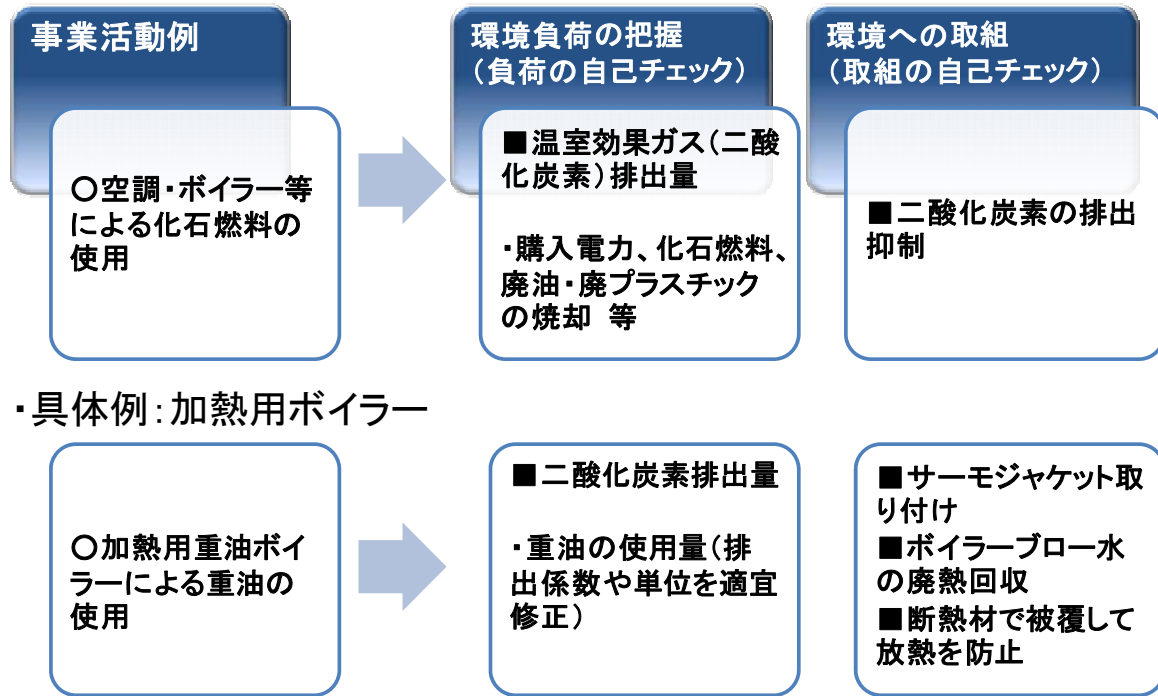 事業活動例
環境負荷の把握
（負荷の自己チェック）
環境への取組
（取組の自己チェック）
○空調・ボイラー等
による化石燃料の
使用
■温室効果ガス（二酸
化炭素）排出量
・購入電力、化石燃料、
廃油・廃プラスチック
の焼却 等
■二酸化炭素の排出
抑制
・具体例：加熱用ボイラー
○加熱用重油ボイ
ラーによる重油の
使用
■二酸化炭素排出量
・重油の使用量（排
出係数や単位を適宜
修正）
■サーモジャケット取
り付け
■ボイラーブロー水
の廃熱回収
■断熱材で被覆して
放熱を防止